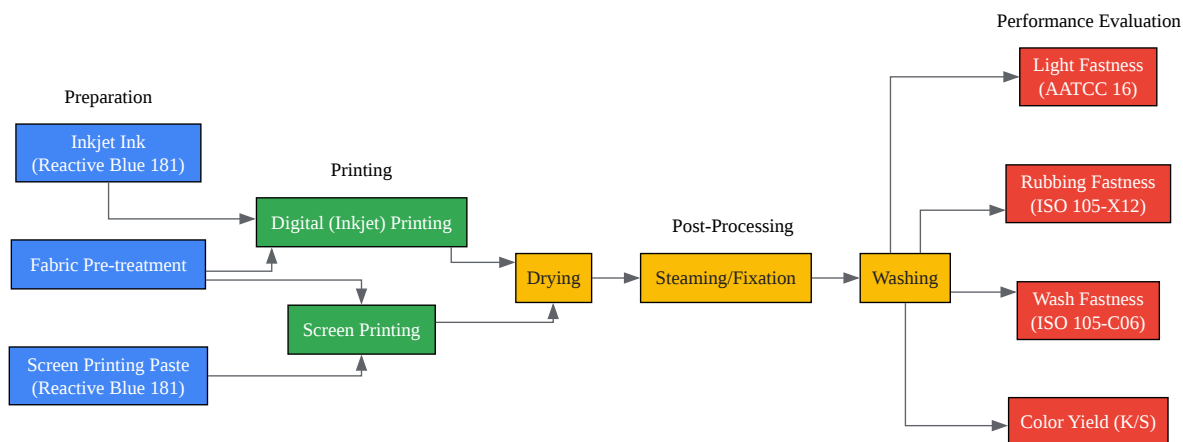 Performance Evaluation
Light Fastness
(AATCC 16)
Preparation
Inkjet Ink
(Reactive Blue 181)
Printing
Rubbing Fastness
(ISO 105-X12)
Digital (Inkjet) Printing
Post-Processing
Fabric Pre-treatment
Drying
Steaming/Fixation
Washing
Wash Fastness
(ISO 105-C06)
Screen Printing
Screen Printing Paste
(Reactive Blue 181)
Color Yield (K/S)